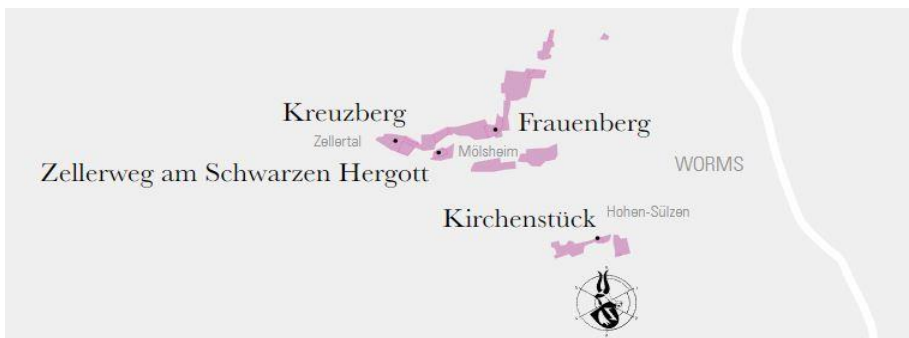 Kreuzberg
Zellertal
Frauenberg
Mölsheim
Zellerweg am Schwarzen Hergott
WORMS
Kirchenstück
Hohen-Sülzen